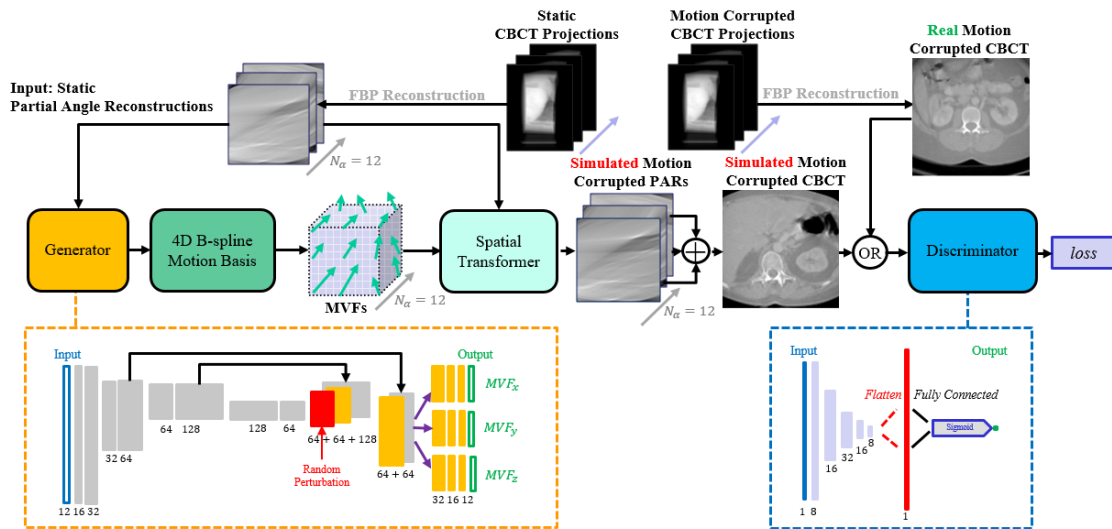 Static
CBCT Projections
Motion Corrupted
CBCT Projections
Real Motion
Corrupted CBCT
Input: Static
Partial Angle Reconstructions
FBP Reconstruction
FBP Reconstruction
N_α = 12
Simulated Motion
Corrupted PARs
Simulated Motion
Corrupted CBCT
Generator
4D B-spline
Motion Basis
MVFs
N_α = 12
Spatial
Transformer
N_α = 12
OR
Discriminator
loss
Input
Output
MVF_x
MVF_y
MVF_z
12 16 32
32 64
64 128
128 64
64 + 64 + 128
Random
Perturbation
64 + 64
32 16 12
Input
Output
Flatten
Fully Connected
Sigmoid
1 8
16
32
16
8
1